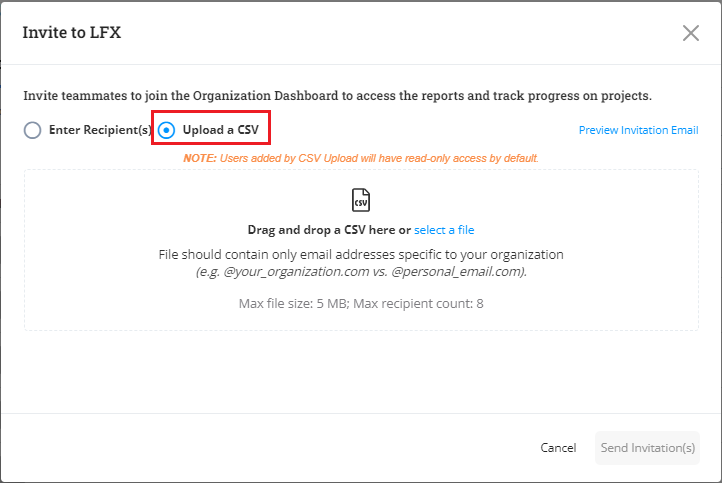 Invite to LFX
Invite teammates to join the Organization Dashboard to access the reports and track progress on projects.
Enter Recipient(s) Upload a CSV Preview Invitation Email
NOTE: Users added by CSV Upload will have read-only access by default.
CSV
Drag and drop a CSV here or select a file
File should contain only email addresses specific to your organization
(e.g. @your_organization.com vs. @personal_email.com).
Max file size: 5 MB; Max recipient count: 8
Cancel Send Invitation(s)